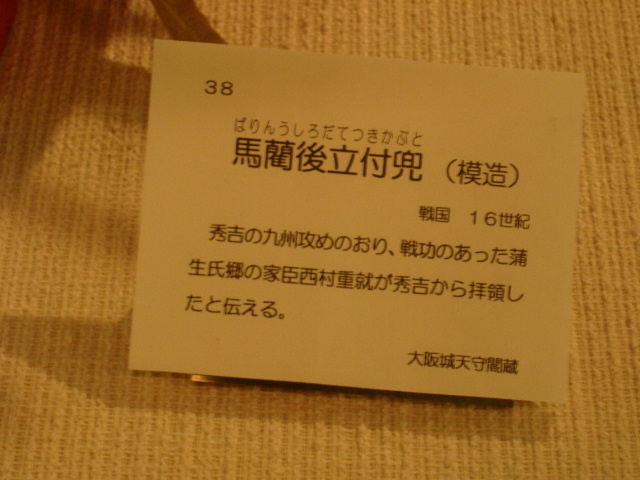 38
ばりんうしろだてつきかぶと
馬藺後立付兜（模造）
戦国　１６世紀
秀吉の九州攻めのおり、戦功のあった蒲
生氏郷の家臣西村重就が秀吉から拝領し
たと伝える。
大阪城天守閣蔵